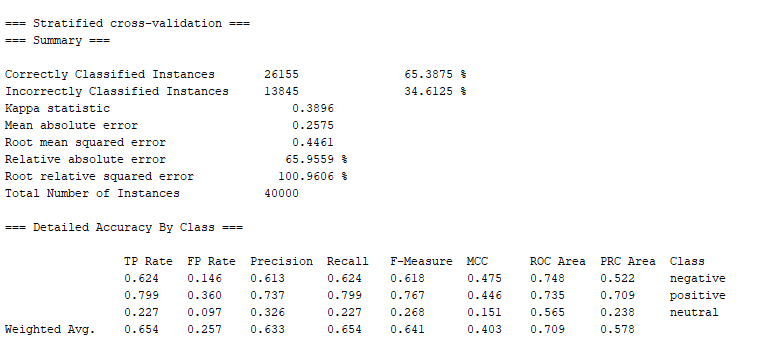 === Stratified cross-validation ===
=== Summary ===
Correctly Classified Instances 26155 65.3875 %
Incorrectly Classified Instances 13845 34.6125 %
Kappa statistic 0.3896
Mean absolute error 0.2575
Root mean squared error 0.4461
Relative absolute error 65.9559 %
Root relative squared error 100.9606 %
Total Number of Instances 40000
=== Detailed Accuracy By Class ===
TP Rate FP Rate Precision Recall F-Measure MCC ROC Area PRC Area Class
0.624 0.146 0.613 0.624 0.618 0.475 0.748 0.522 negative
0.799 0.360 0.737 0.799 0.767 0.446 0.735 0.709 positive
0.227 0.097 0.326 0.227 0.268 0.151 0.565 0.238 neutral
Weighted Avg. 0.654 0.257 0.633 0.654 0.641 0.403 0.709 0.578